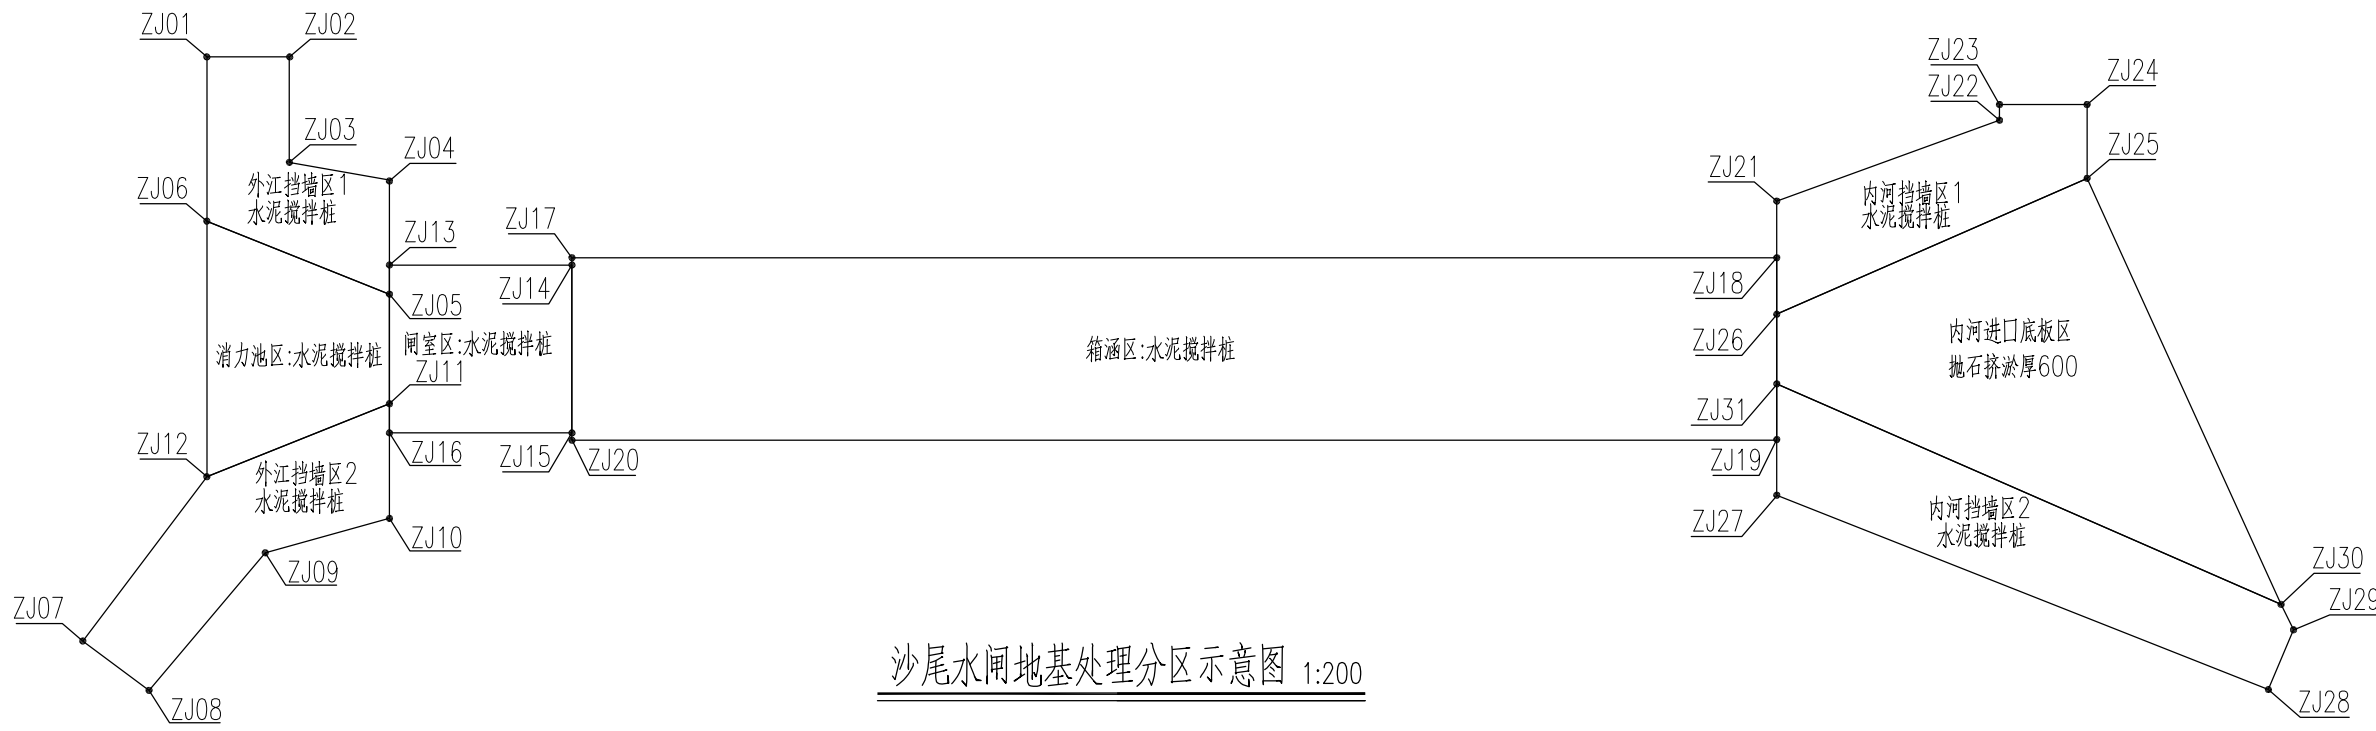 ZJ01
ZJ02
ZJ03
ZJ04
ZJ06
外江挡墙区1
水泥搅拌桩
ZJ13
ZJ17
ZJ14
ZJ05
消力池区:水泥搅拌桩
闸室区:水泥搅拌桩
ZJ11
ZJ12
ZJ16
ZJ15
ZJ20
外江挡墙区2
水泥搅拌桩
ZJ10
ZJ09
ZJ07
ZJ08
箱涵区:水泥搅拌桩
ZJ23
ZJ22
ZJ24
ZJ25
ZJ21
内河挡墙区1
水泥搅拌桩
ZJ18
ZJ26
内河进口底板区
抛石挤淤厚600
ZJ31
ZJ19
ZJ27
内河挡墙区2
水泥搅拌桩
ZJ30
ZJ29
ZJ28
沙尾水闸地基处理分区示意图 1:200